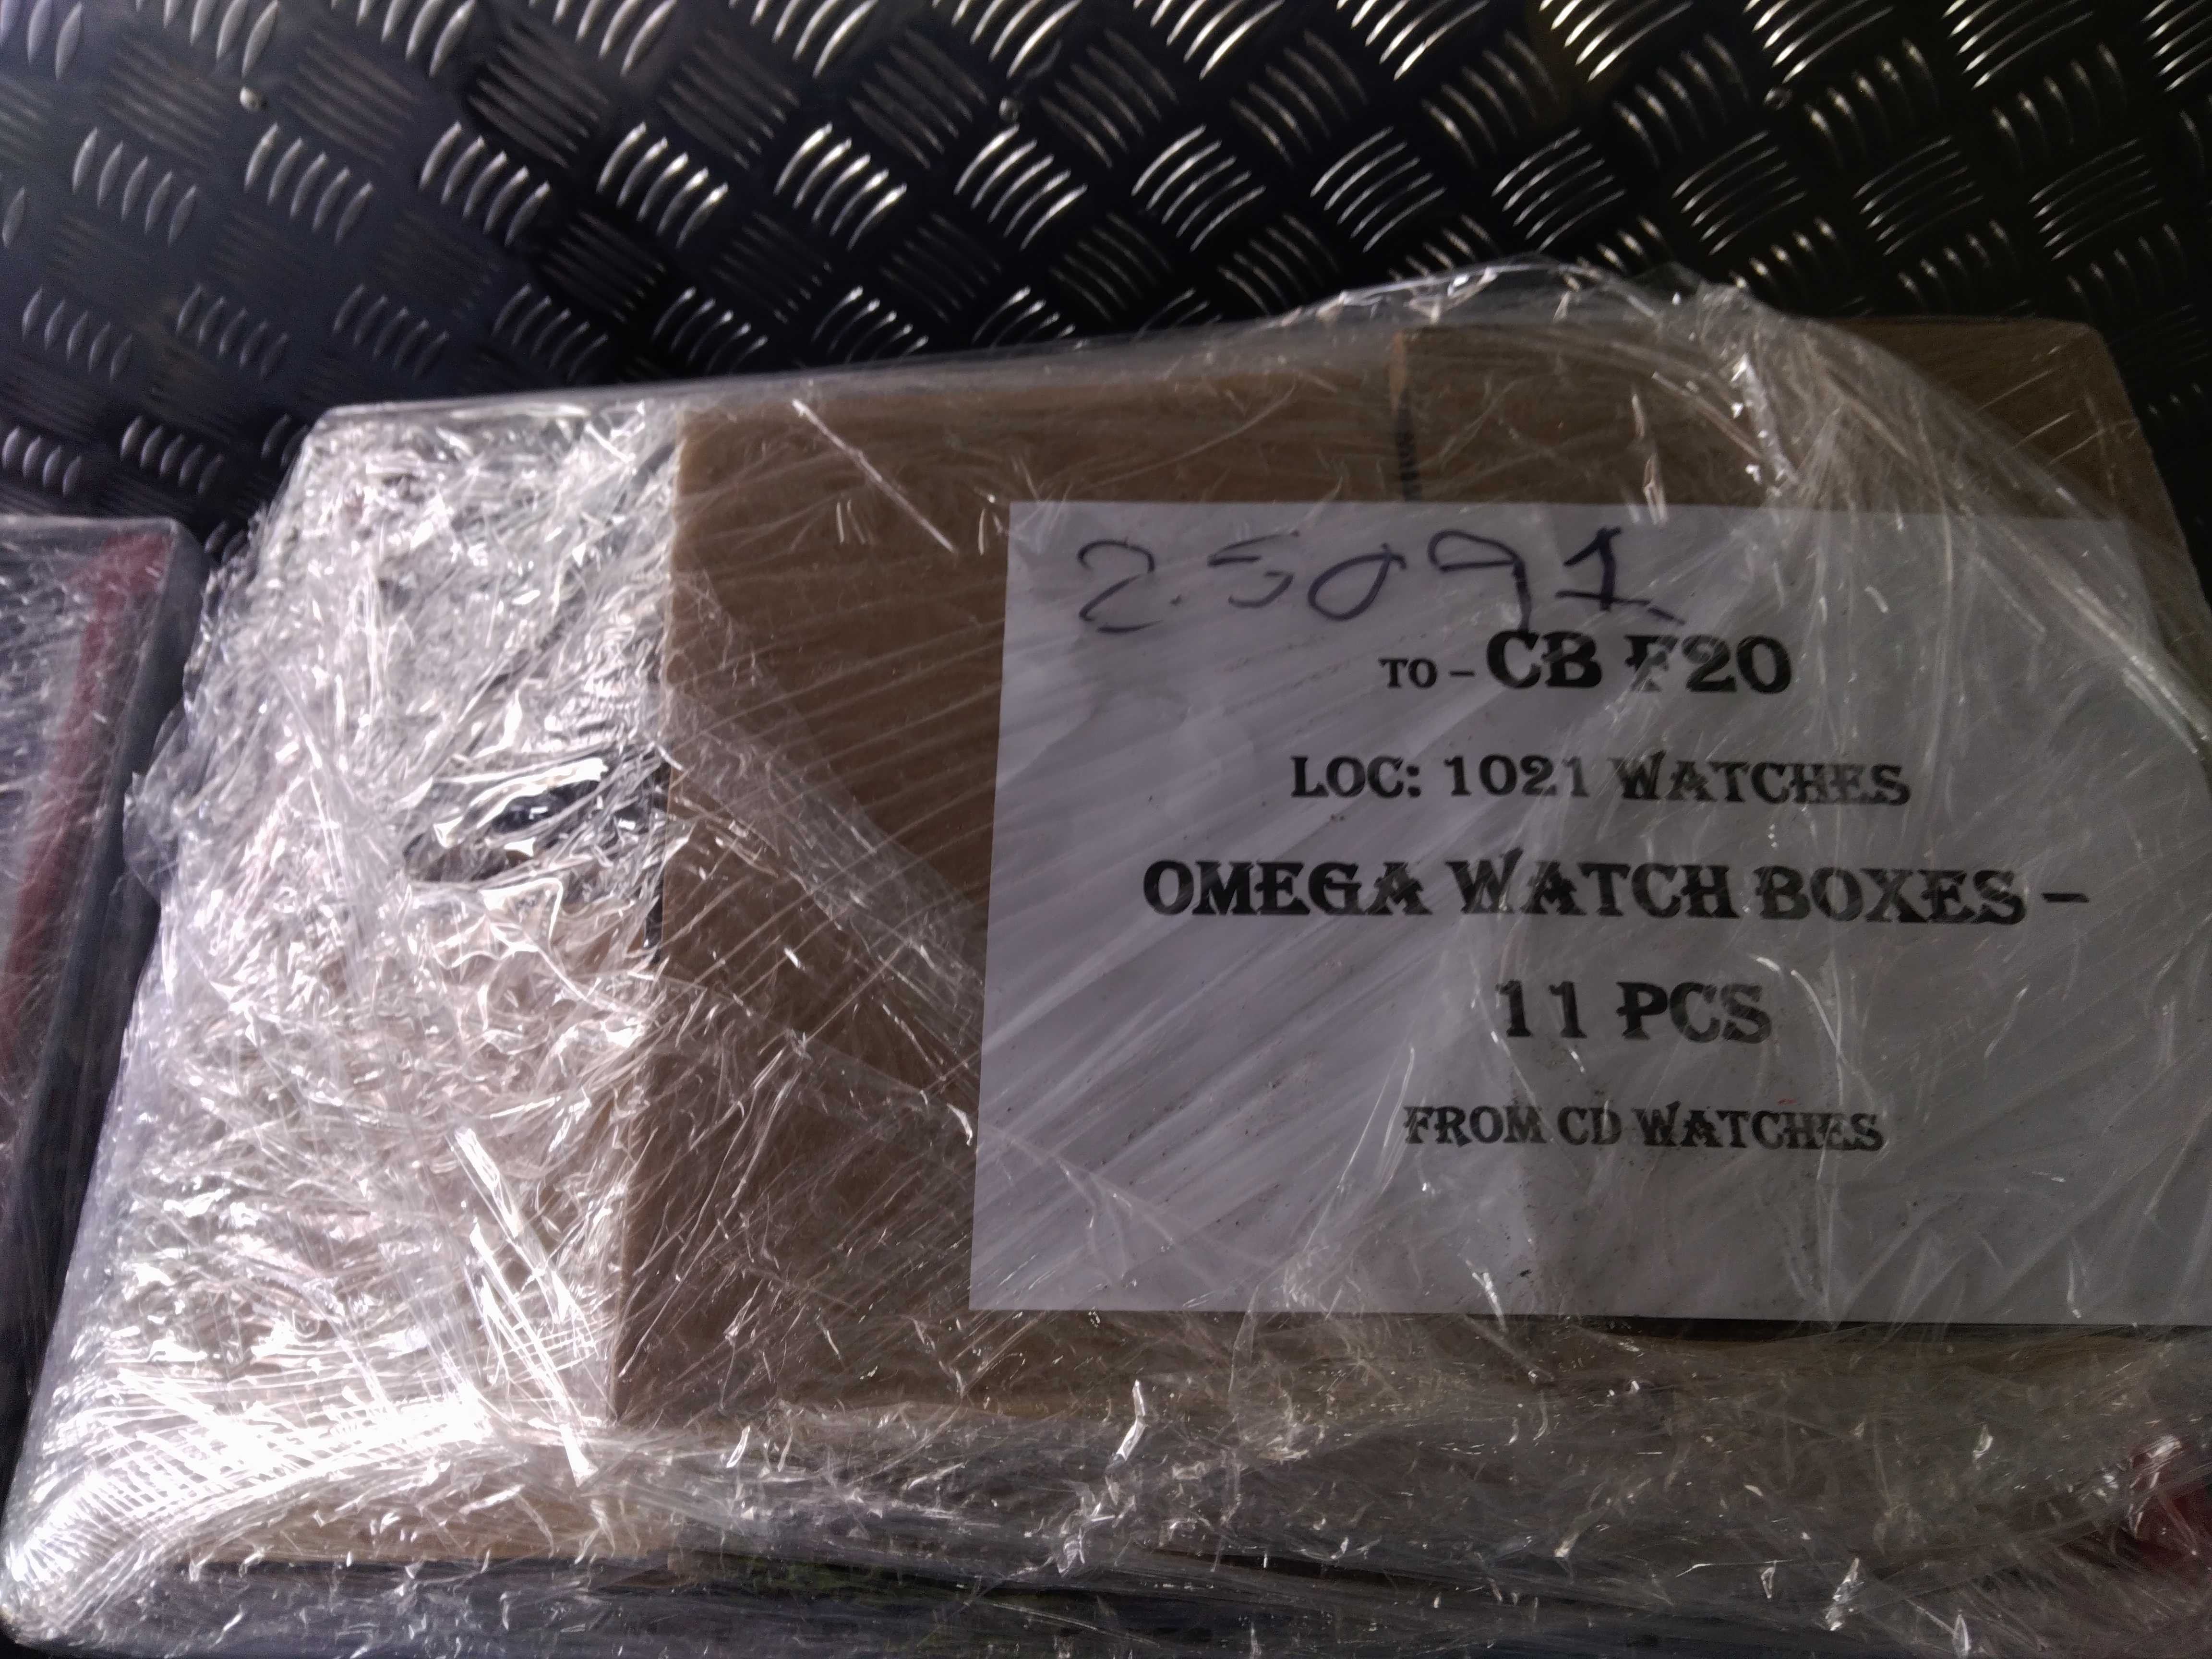 25091
TO – CB F20
LOC: 1021 WATCHES
OMEGA WATCH BOXES –
11 PCS
FROM CD WATCHES